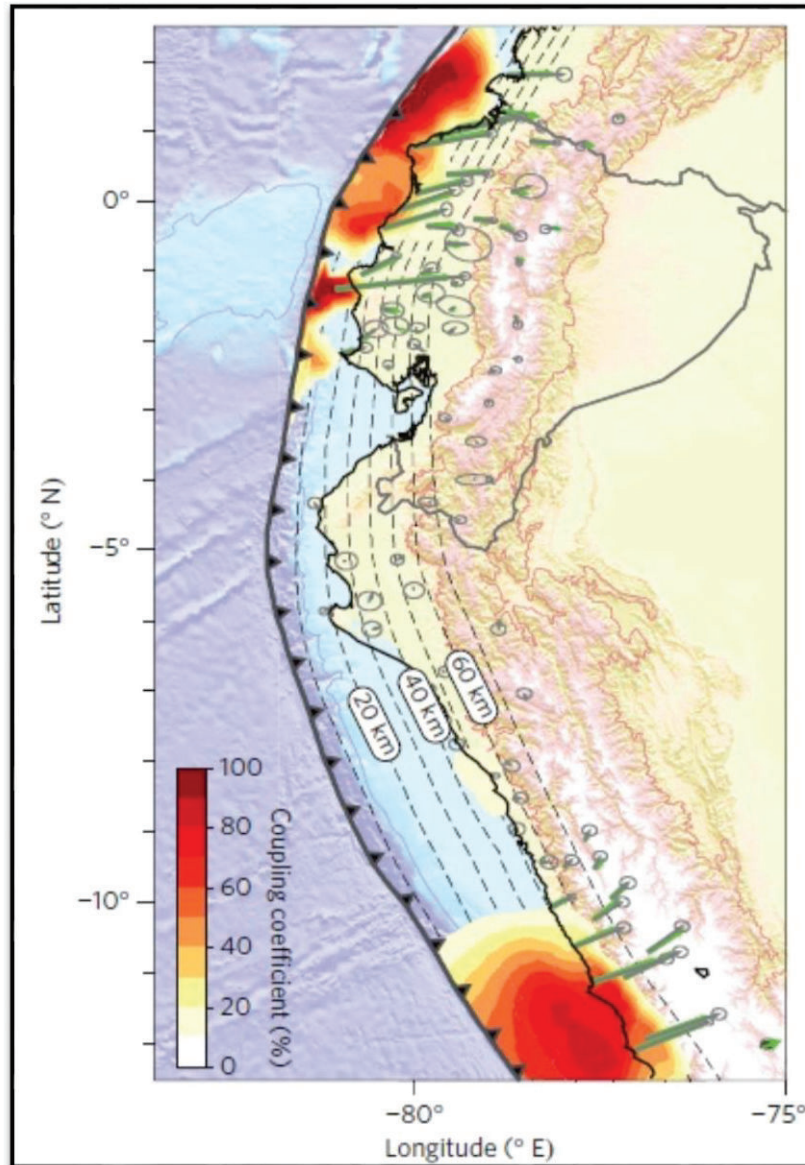 0°
−5°
−10°
Latitude (° N)
20 km
40 km
60 km
100
80
60
40
20
0
Coupling coefficient (%)
−80°
−75°
Longitude (° E)